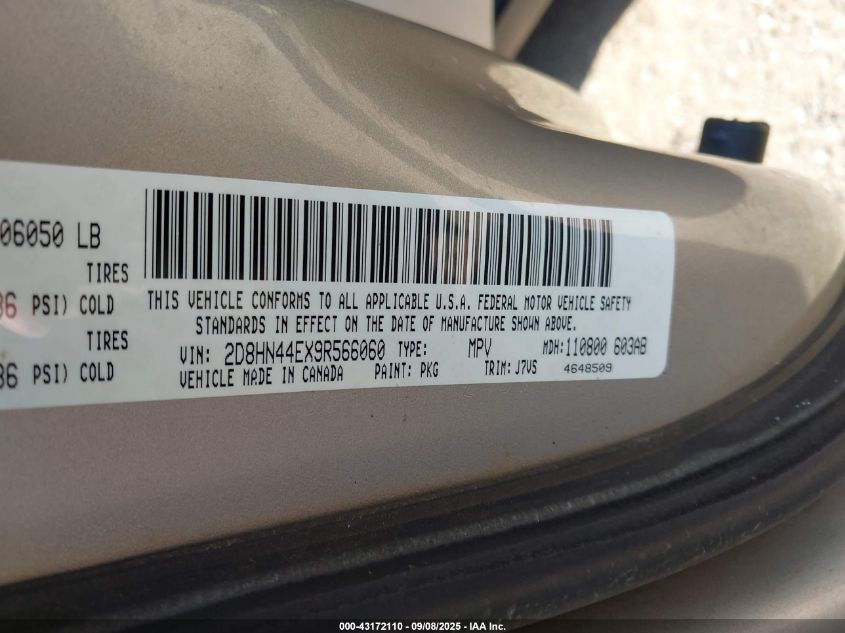 06050 LB
TIRES
36 PSI) COLD
TIRES
36 PSI) COLD
THIS VEHICLE CONFORMS TO ALL APPLICABLE U.S.A. FEDERAL MOTOR VEHICLE SAFETY
STANDARDS IN EFFECT ON THE DATE OF MANUFACTURE SHOWN ABOVE.
VIN: 2D8HN44EX9R566060 TYPE: MPV MDH:110800 603AB
VEHICLE MADE IN CANADA PAINT: PKG TRIM: J7VS 4648509
000-43172110 - 09/08/2025 - IAA Inc.